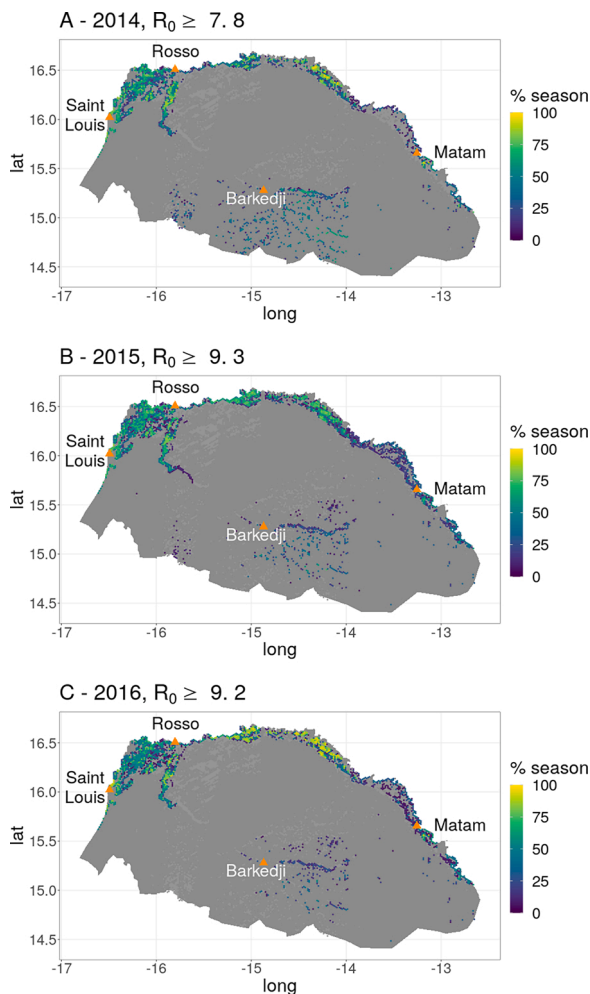 A - 2014, R0 ≥ 7. 8
Rosso
16.5
Saint
Louis
16.0
Matam
15.5
Barkedji
15.0
14.5
lat
-17
-16
-15
-14
-13
long
% season
100
75
50
25
0
B - 2015, R0 ≥ 9. 3
Rosso
16.5
Saint
Louis
16.0
Matam
15.5
Barkedji
15.0
14.5
lat
-17
-16
-15
-14
-13
long
% season
100
75
50
25
0
C - 2016, R0 ≥ 9. 2
Rosso
16.5
Saint
Louis
16.0
Matam
15.5
Barkedji
15.0
14.5
lat
-17
-16
-15
-14
-13
long
% season
100
75
50
25
0